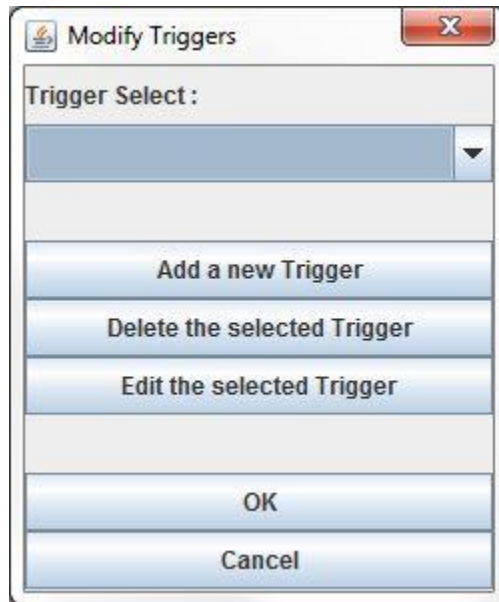 Modify Triggers
Trigger Select :
Add a new Trigger
Delete the selected Trigger
Edit the selected Trigger
OK
Cancel